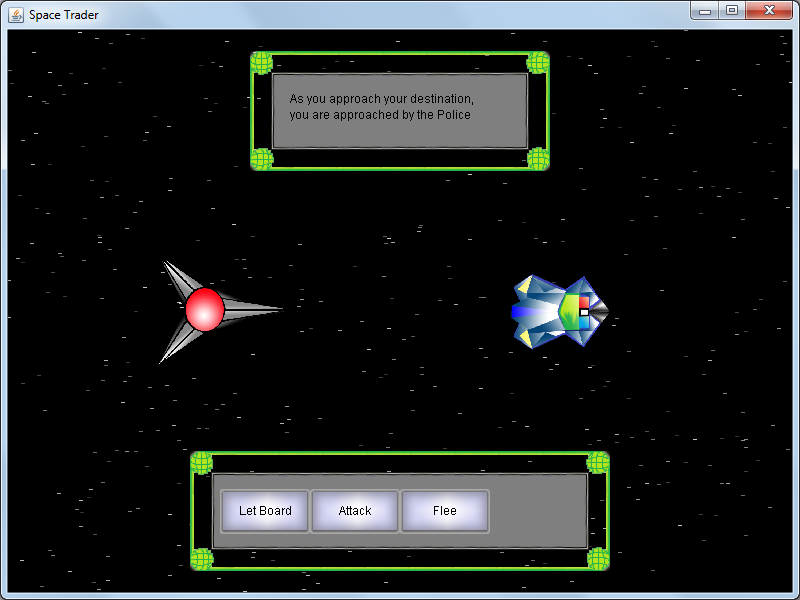 Space Trader
As you approach your destination,
you are approached by the Police
Let Board
Attack
Flee